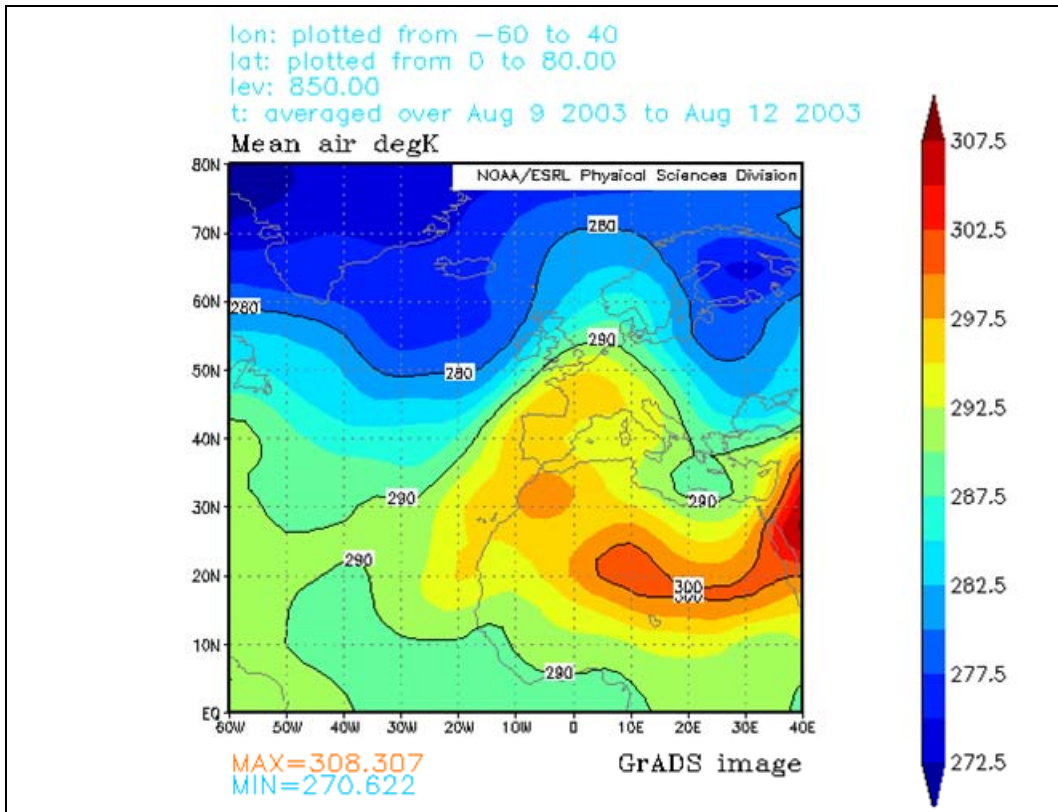 lon: plotted from −60 to 40
lat: plotted from 0 to 80.00
lev: 850.00
t: averaged over Aug 9 2003 to Aug 12 2003
Mean air degK
NOAA/ESRL Physical Sciences Division
80N
70N
60N
50N
40N
30N
20N
10N
EQ
280
280
280
290
290
290
290
300
300
290
60W 50W 40W 30W 20W 10W 0 10E 20E 30E 40E
307.5
302.5
297.5
292.5
287.5
282.5
277.5
272.5
MAX=308.307
MIN=270.622
GrADS image